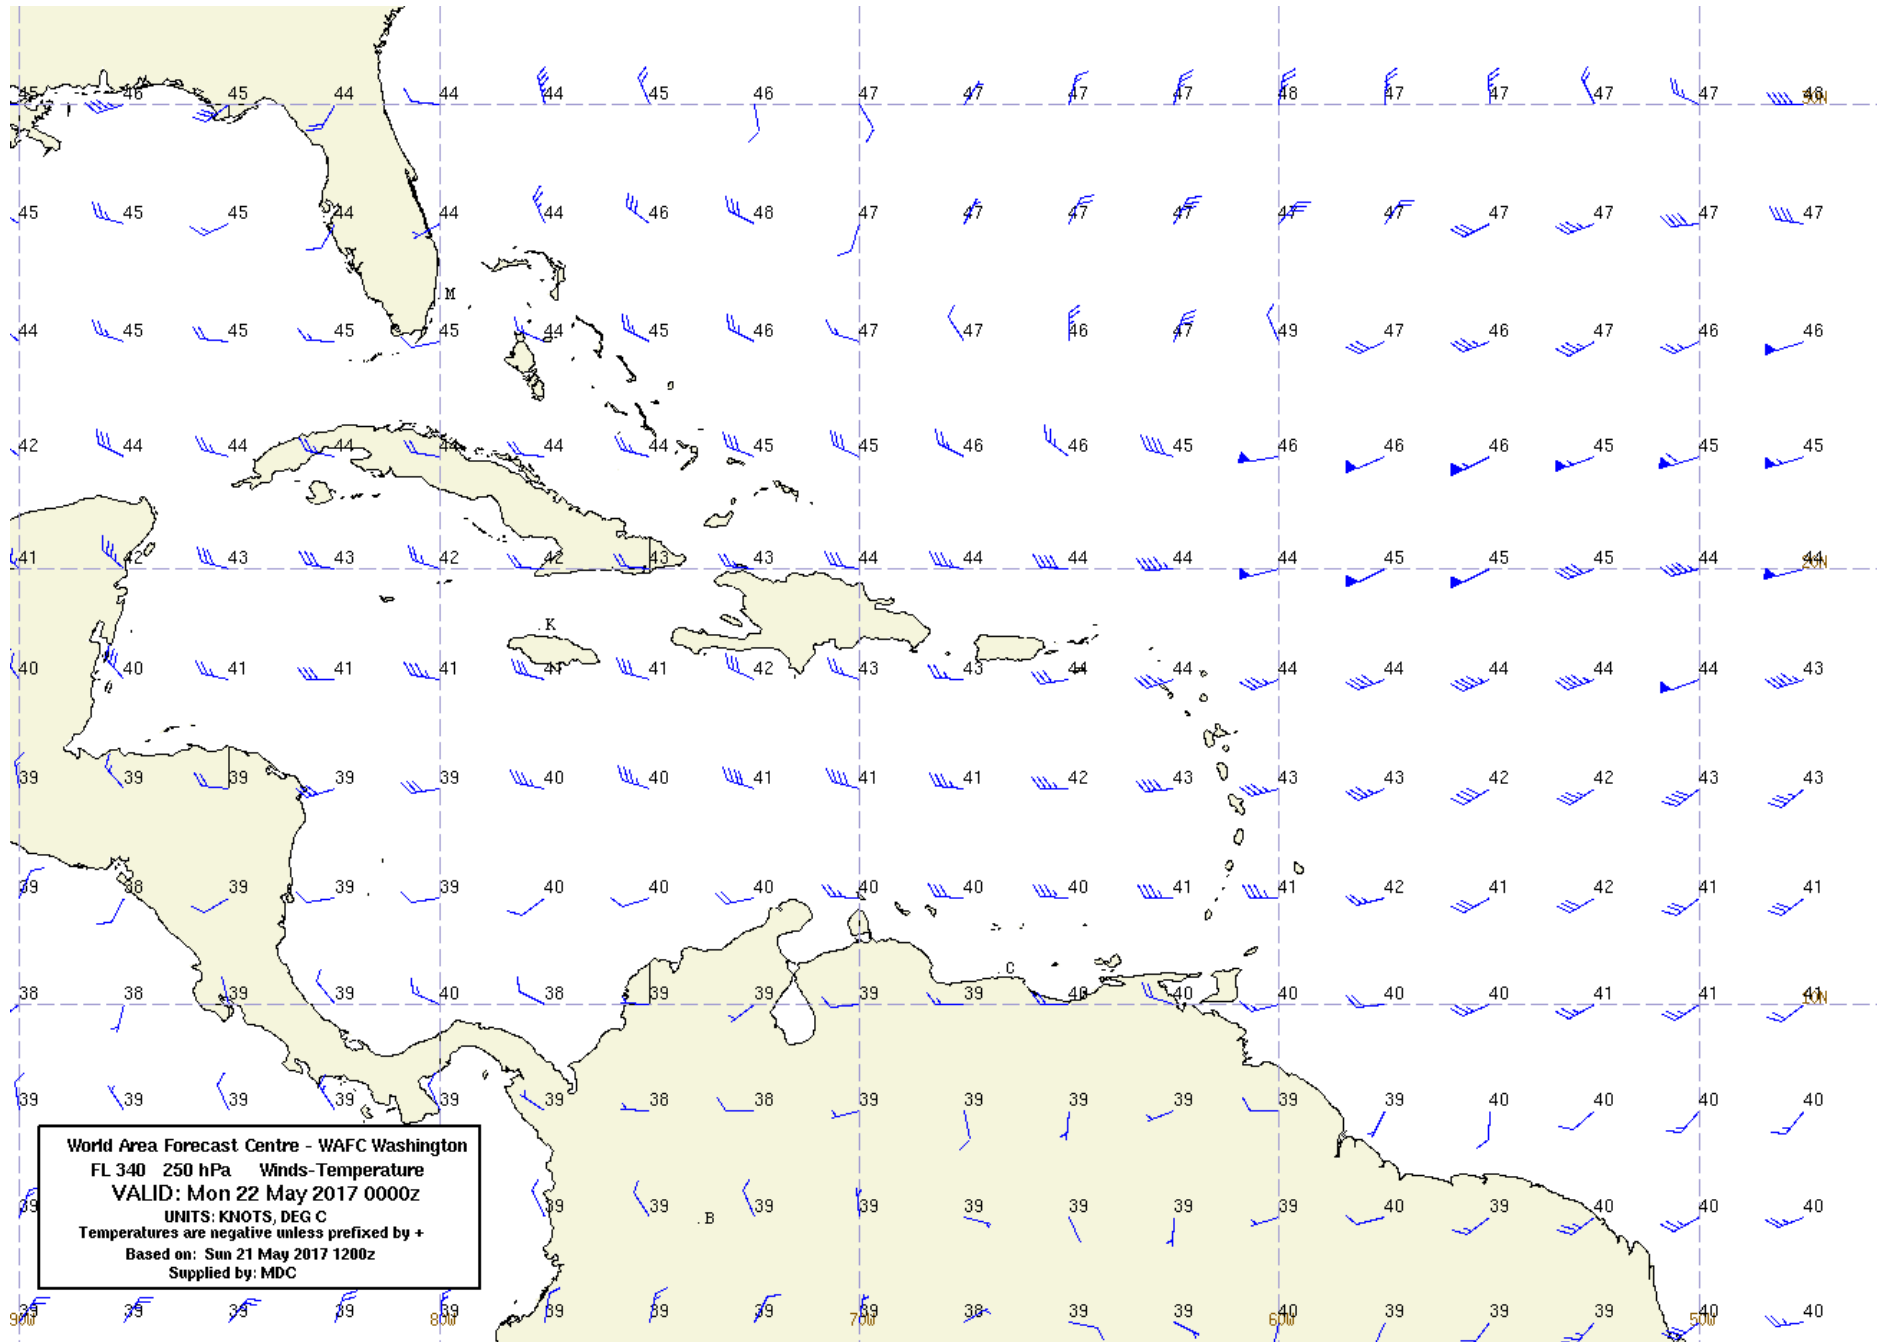 45 46 45 44 44 44 45 46 47 47 47 47 48 47 47 47 47 48 30N
45 45 45 44 44 44 46 48 47 47 47 47 47 47 47 47 47 47
M
44 45 45 45 45 44 45 46 47 47 46 47 49 47 46 47 46 46
42 44 44 44 44 44 44 45 45 46 46 45 46 46 46 45 45 45
41 42 43 43 42 42 43 43 44 44 44 44 44 45 45 45 44 44 20N
K
40 40 41 41 41 41 41 42 43 43 44 44 44 44 44 44 44 43
39 39 39 39 39 40 40 41 41 41 42 43 43 43 42 42 43 43
39 38 39 39 39 40 40 40 40 40 40 41 41 42 41 42 41 41
C
38 38 39 39 40 38 39 39 39 39 40 40 40 40 40 41 41 41 10N
39 39 39 39 39 39 38 38 39 39 39 39 39 39 40 40 40 40
World Area Forecast Centre - WAFC Washington
FL 340 250 hPa Winds-Temperature
VALID: Mon 22 May 2017 0000z
UNITS: KNOTS, DEG C
Temperatures are negative unless prefixed by +
Based on: Sun 21 May 2017 1200z
Supplied by: MDC
39 39 39 39 39 39 39 39 40 39 40 40 40
.B
39 39 39 39 39 39 39 39 39 38 39 39 40 39 39 39 40 40
90W 80W 70W 60W 50W